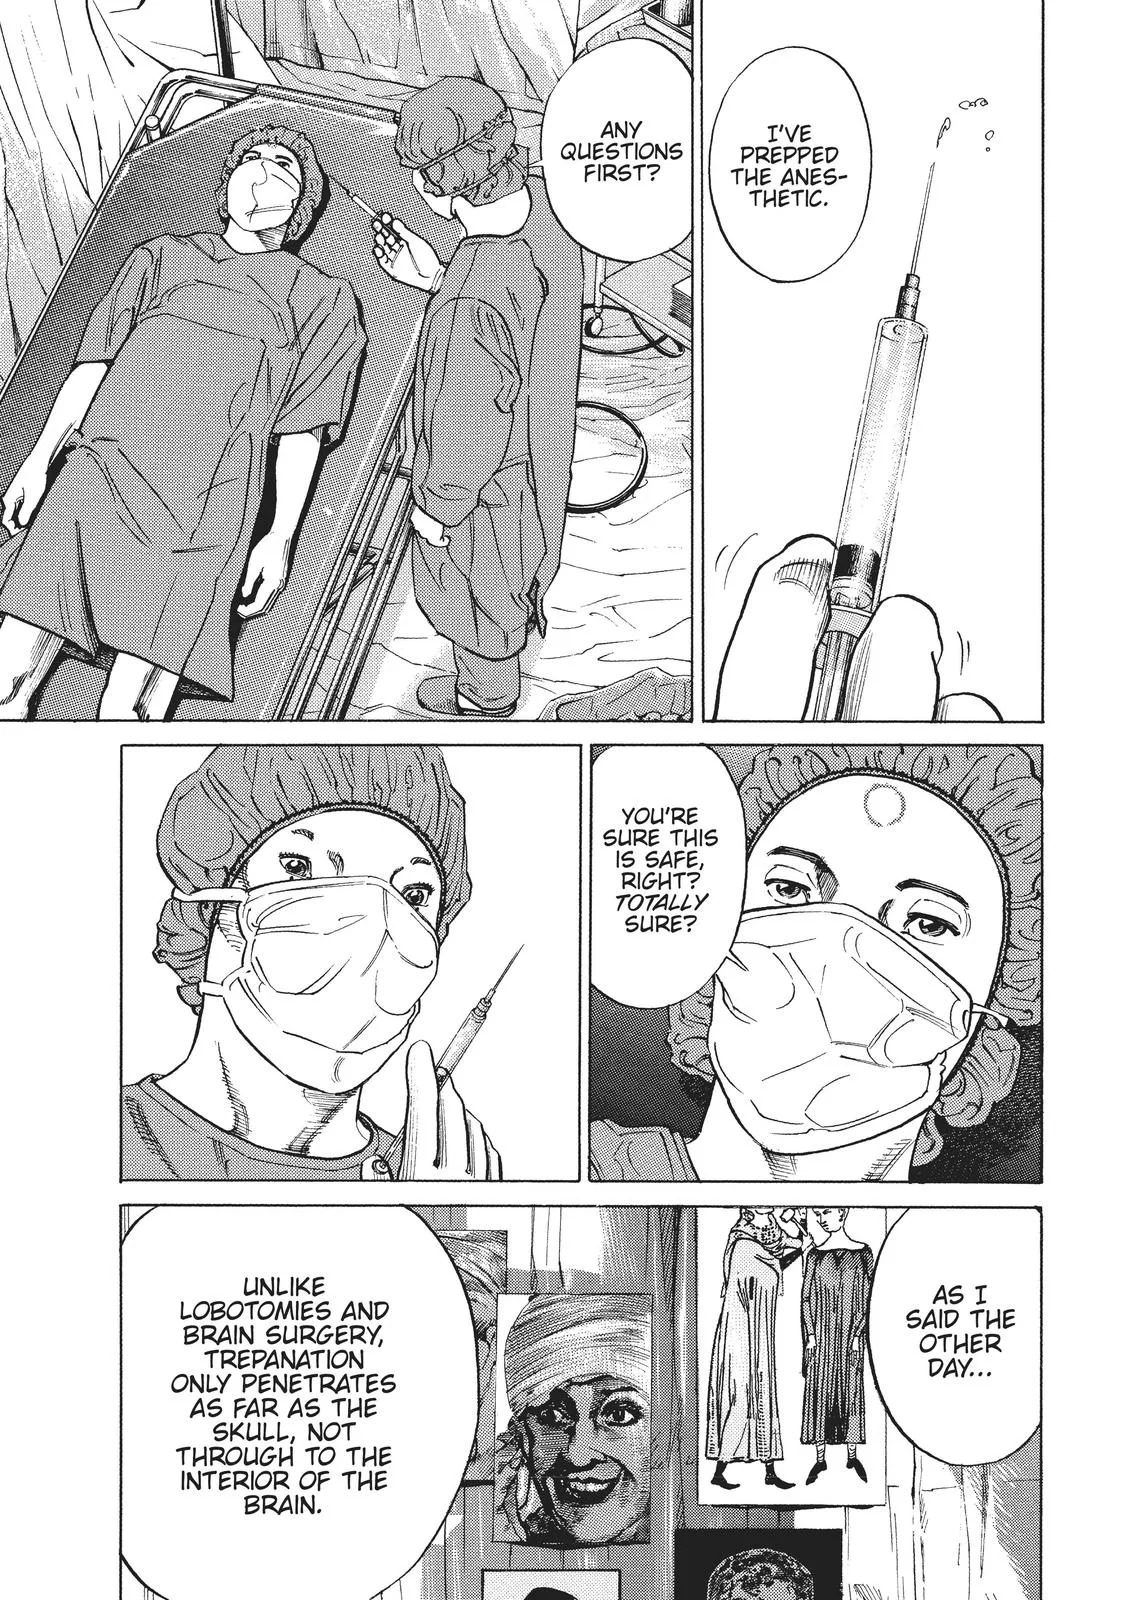 I'VE
PREPPED
THE ANES-
THETIC.
ANY
QUESTIONS
FIRST?
YOU'RE
SURE THIS
IS SAFE,
RIGHT?
TOTALLY
SURE?
AS I
SAID THE
OTHER
DAY...
UNLIKE
LOBOTOMIES AND
BRAIN SURGERY,
TREPANATION
ONLY PENETRATES
AS FAR AS THE
SKULL, NOT
THROUGH TO THE
INTERIOR OF THE
BRAIN.